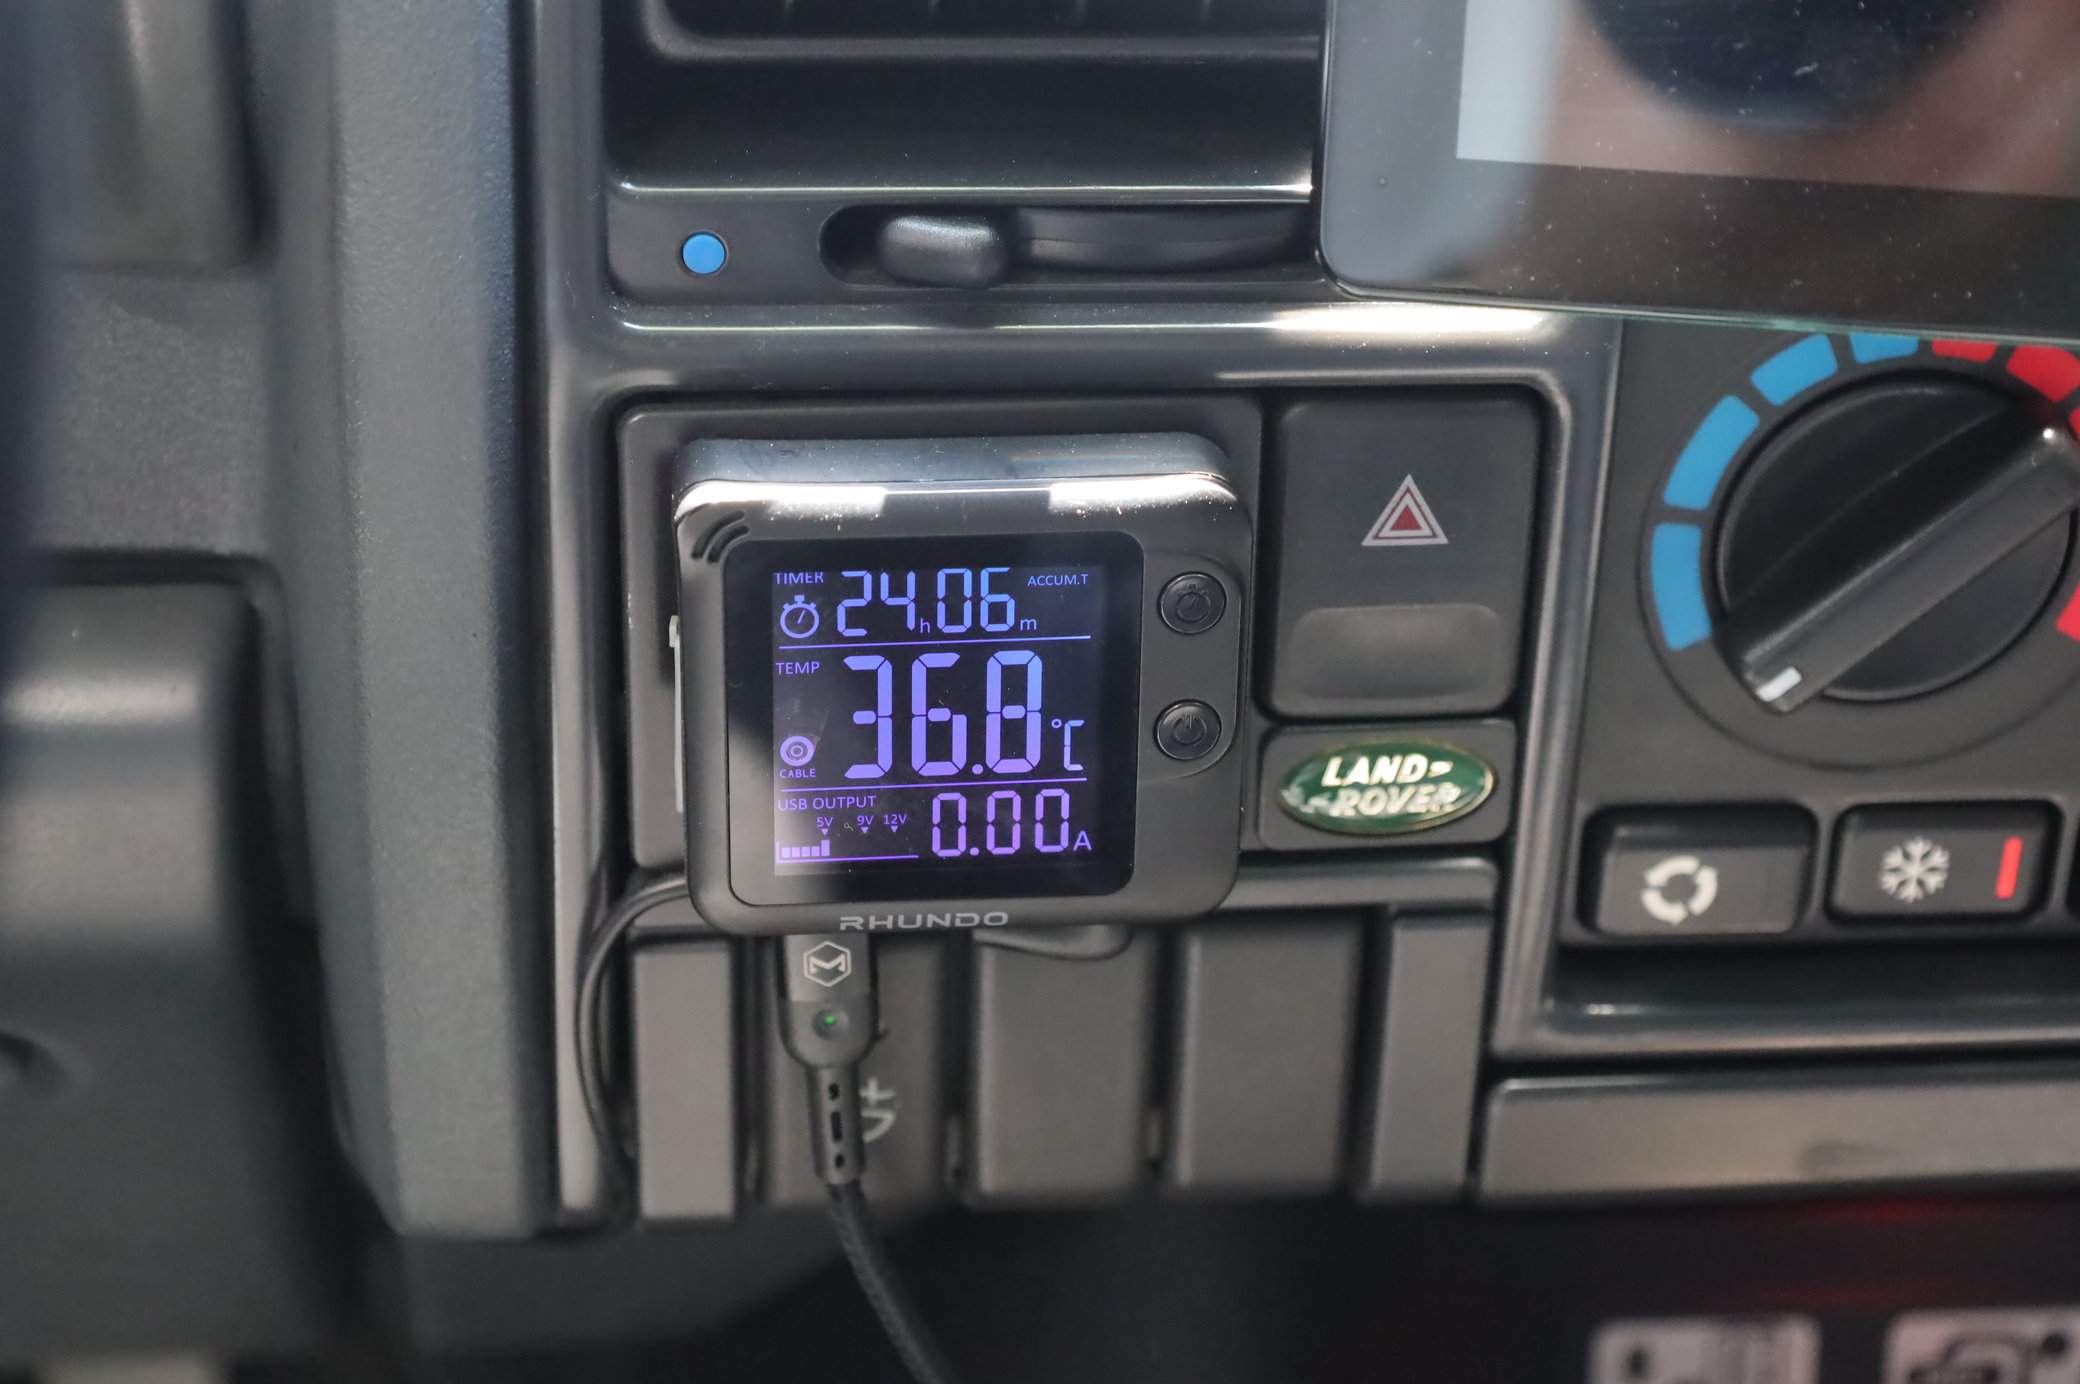 TIMER 24h06m ACCUM.T
TEMP
36.8°C
CABLE
USB OUTPUT
5V 9V 12V
0.00A
RHUNDO
LAND-
-ROVER